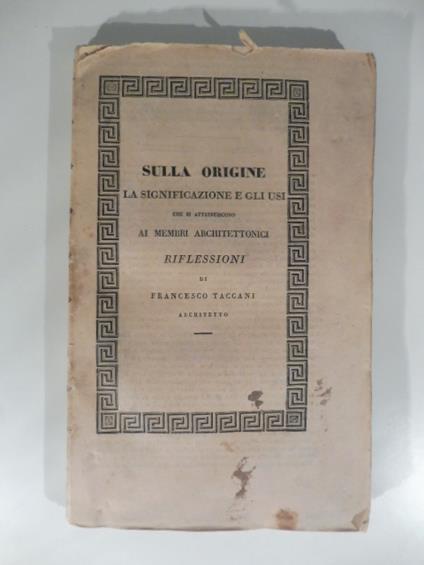 SULLA ORIGINE
LA SIGNIFICAZIONE E GLI USI
CHE SI ATTRIBUISCONO
AI MEMBRI ARCHITETTONICI
RIFLESSIONI
DI
FRANCESCO TACCANI
ARCHITETTO